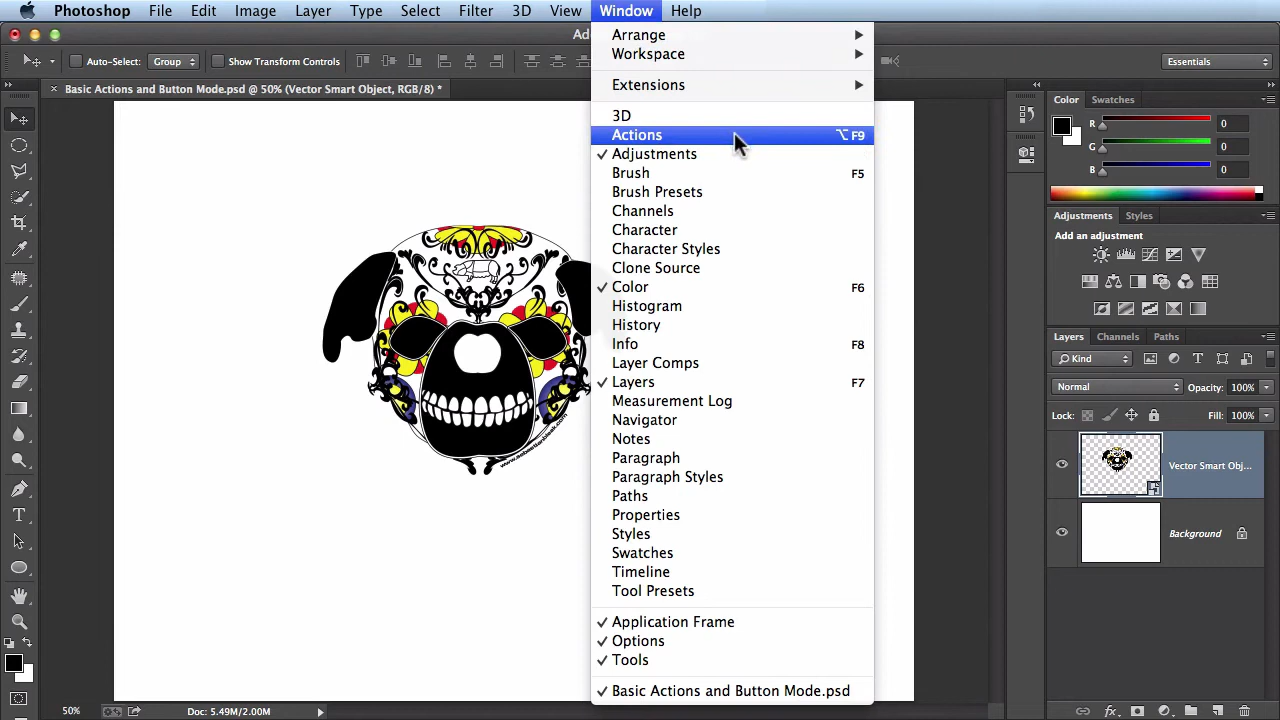 Photoshop File Edit Image Layer Type Select Filter 3D View Window Help
Ado
Auto-Select: Group Show Transform Controls Essentials
Basic Actions and Button Mode.psd @ 50% (Vector Smart Object, RGB/8) *
Arrange
Workspace
Extensions
3D
Actions ⌥F9
Adjustments
Brush F5
Brush Presets
Channels
Character
Character Styles
Clone Source
Color F6
Histogram
History
Info F8
Layer Comps
Layers F7
Measurement Log
Navigator
Notes
Paragraph
Paragraph Styles
Paths
Properties
Styles
Swatches
Timeline
Tool Presets
Application Frame
Options
Tools
Basic Actions and Button Mode.psd
Color Swatches
R 0
G 0
B 0
Adjustments Styles
Add an adjustment
Layers Channels Paths
Kind
Normal Opacity: 100%
Lock: Fill: 100%
Vector Smart Obj...
Background
50% Doc: 5.49M/2.00M